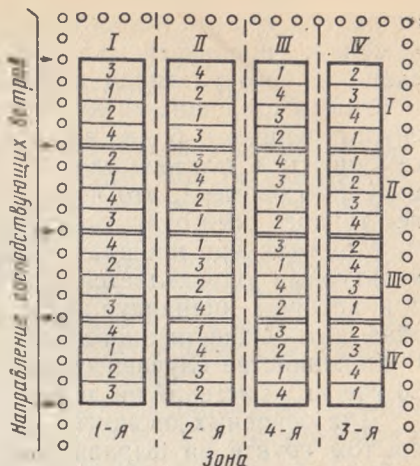 Направление господствующих ветров
I II III IV
3 4 1 2
1 2 4 3
2 1 3 4
4 3 2 1
I
2 3 4 1
1 4 3 2
4 2 1 3
3 1 2 4
II
4 1 3 2
2 3 1 4
1 2 4 3
3 4 2 1
III
4 1 3 2
1 4 2 3
2 3 1 4
3 2 4 1
IV
1-я 2-я 4-я 3-я
Зона